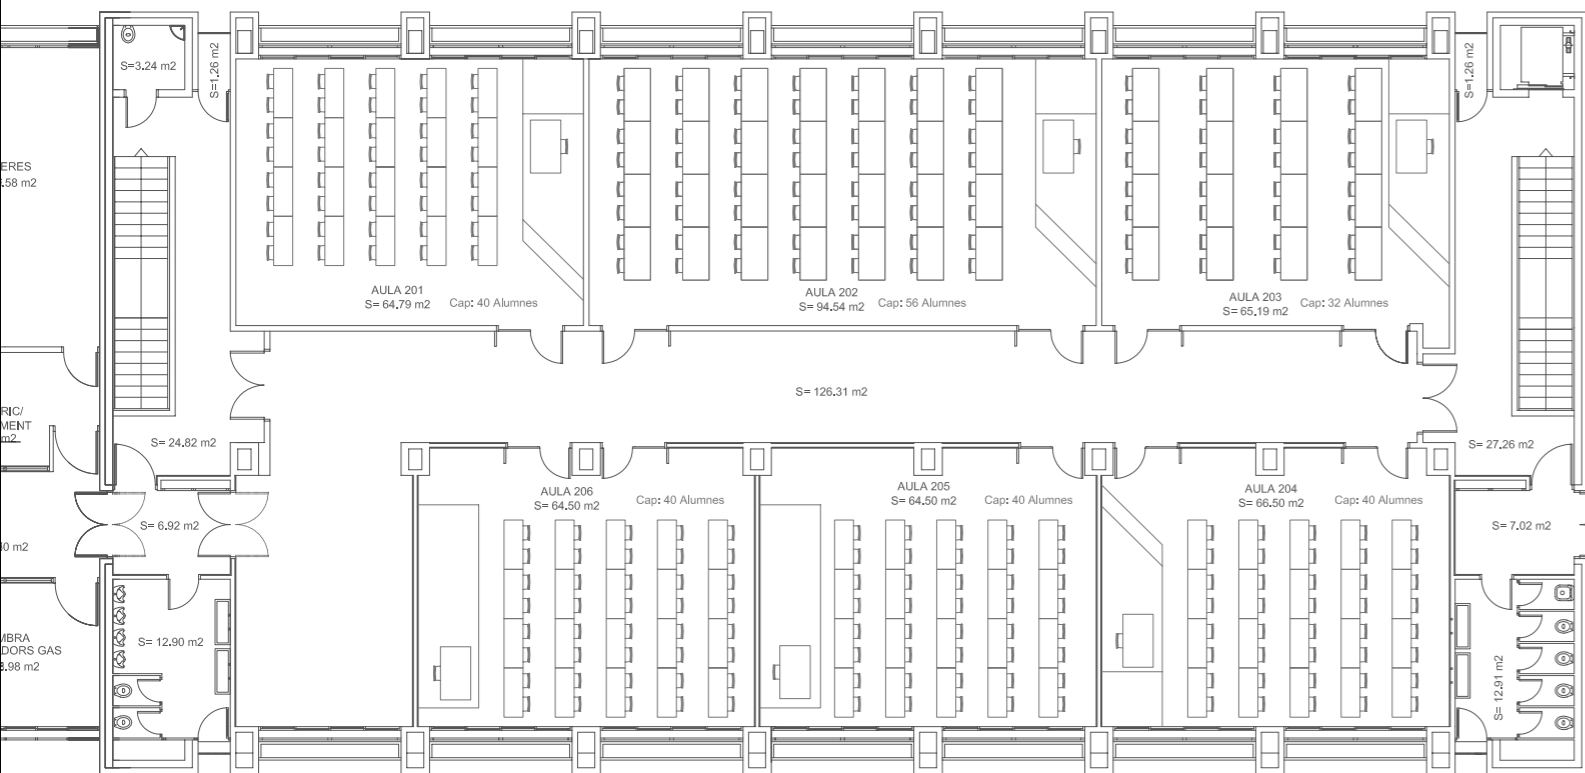 S=3.24 m2
S=1.26 m2
S=1.26 m2
ERES
.58 m2
AULA 201
S= 64.79 m2
Cap: 40 Alumnes
AULA 202
S= 94.54 m2
Cap: 56 Alumnes
AULA 203
S= 65.19 m2
Cap: 32 Alumnes
S= 126.31 m2
RIC/
MENT
m2
S= 24.82 m2
S= 27.26 m2
AULA 206
S= 64.50 m2
Cap: 40 Alumnes
AULA 205
S= 64.50 m2
Cap: 40 Alumnes
AULA 204
S= 66.50 m2
Cap: 40 Alumnes
S= 6.92 m2
S= 7.02 m2
0 m2
S= 12.90 m2
MBRA
DORS GAS
.98 m2
S= 12.91 m2